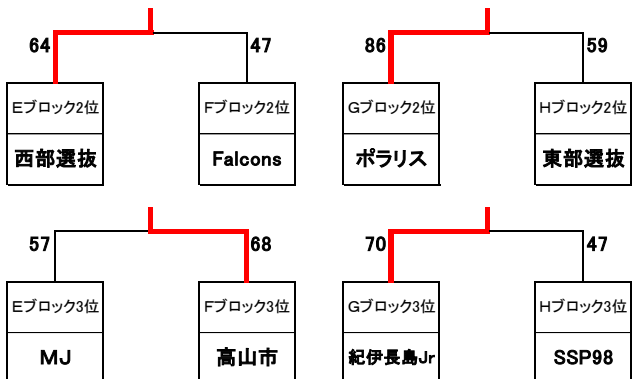 64 47 86 59
Eブロック2位 Fブロック2位 Gブロック2位 Hブロック2位
西部選抜 Falcons ポラリス 東部選抜
57 68 70 47
Eブロック3位 Fブロック3位 Gブロック3位 Hブロック3位
MJ 高山市 紀伊長島Jr SSP98